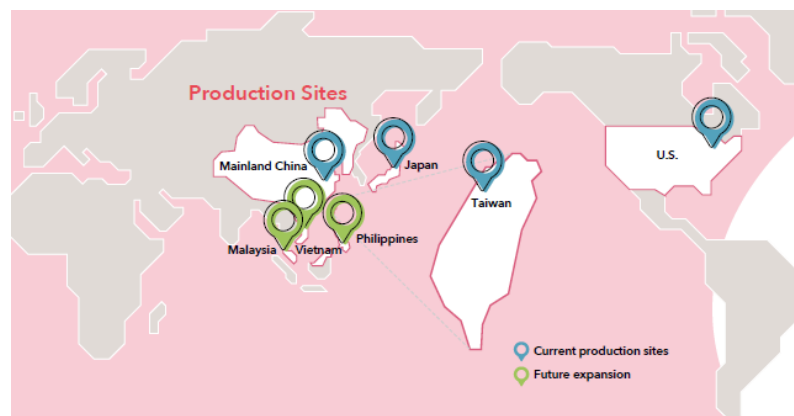 Production Sites
Mainland China
Japan
Taiwan
U.S.
Malaysia
Vietnam
Philippines
Current production sites
Future expansion